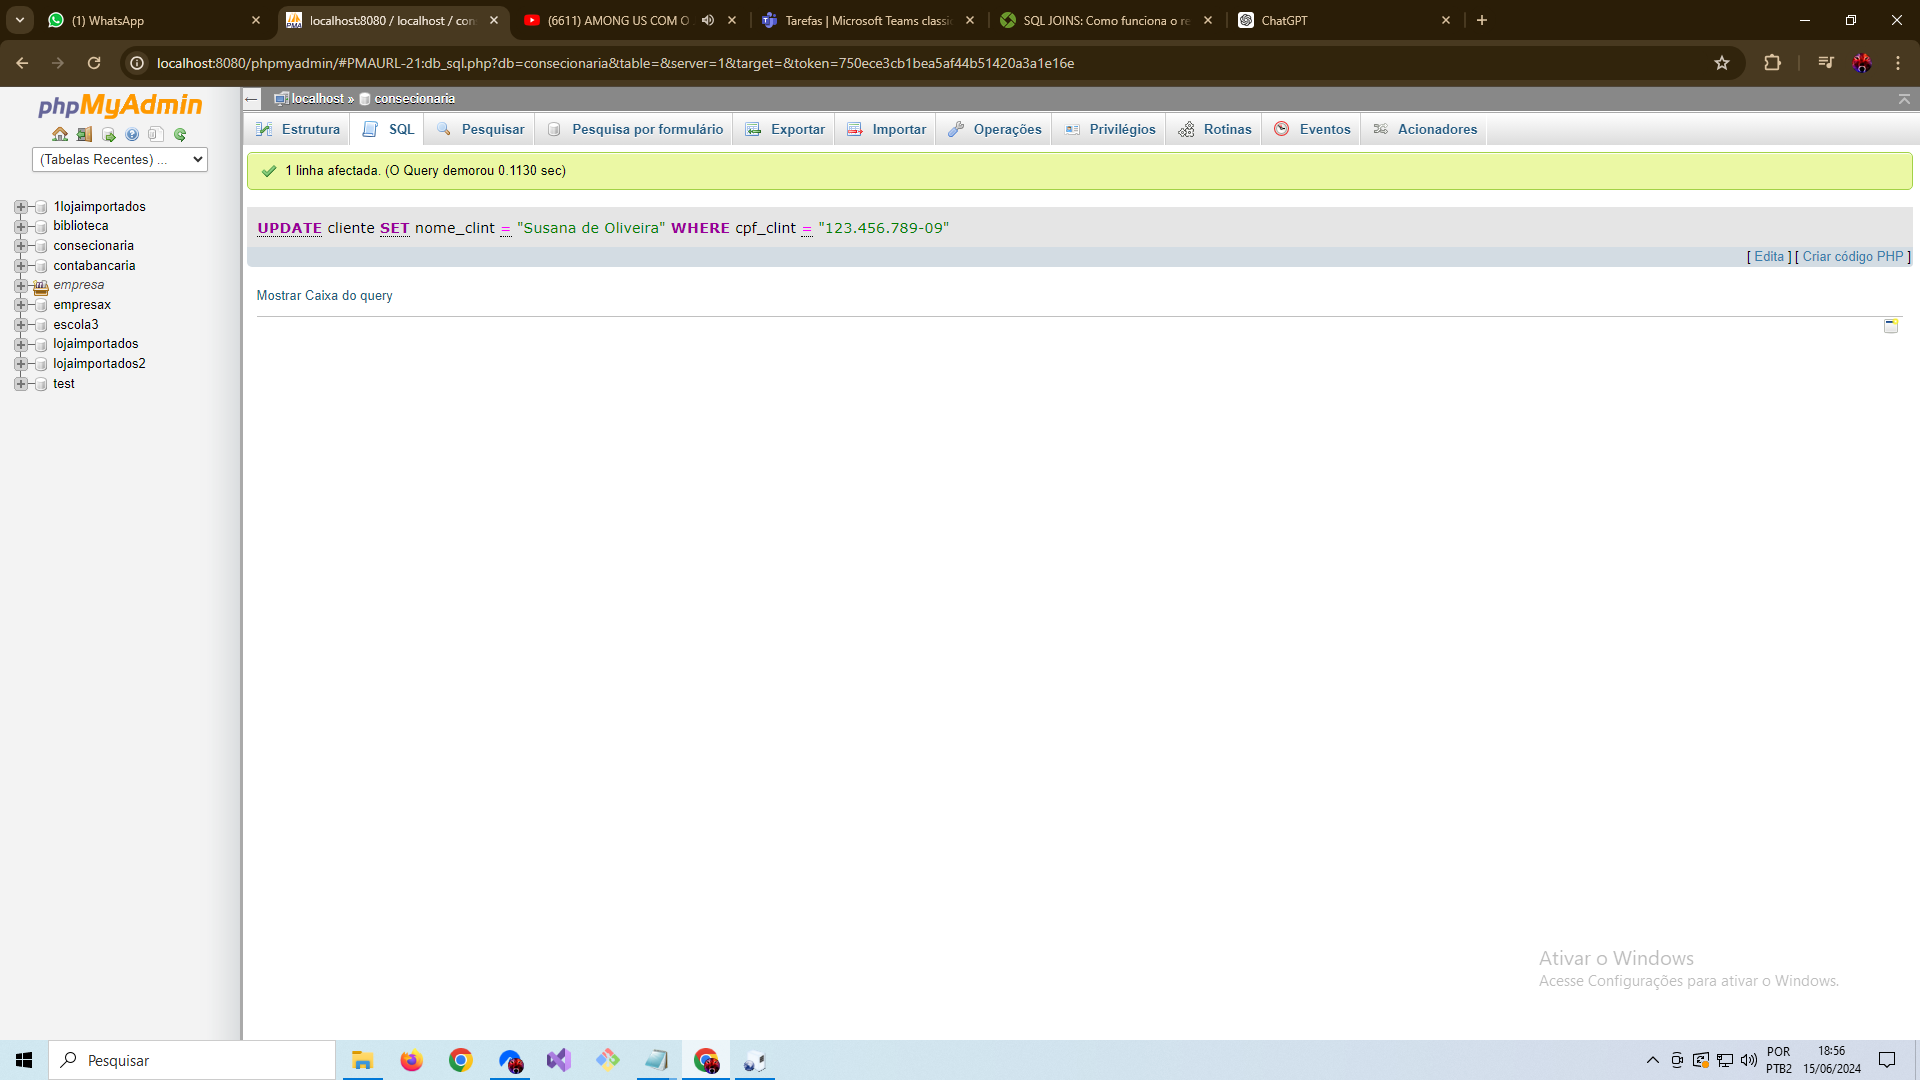 (1) WhatsApp
localhost:8080 / localhost / con
(6611) AMONG US COM O
Tarefas | Microsoft Teams classic
SQL JOINS: Como funciona o re
ChatGPT
localhost:8080/phpmyadmin/#PMAURL-21:db_sql.php?db=consecionaria&table=&server=1&target=&token=750ece3cb1bea5af44b51420a3a1e16e
phpMyAdmin
(Tabelas Recentes) ...
1lojaimportados
biblioteca
consecionaria
contabancaria
empresa
empresax
escola3
lojaimportados
lojaimportados2
test
localhost » consecionaria
Estrutura
SQL
Pesquisar
Pesquisa por formulário
Exportar
Importar
Operações
Privilégios
Rotinas
Eventos
Acionadores
1 linha afectada. (O Query demorou 0.1130 sec)
UPDATE cliente SET nome_clint = "Susana de Oliveira" WHERE cpf_clint = "123.456.789-09"
[ Edita ] [ Criar código PHP ]
Mostrar Caixa do query
Ativar o Windows
Acesse Configurações para ativar o Windows.
Pesquisar
POR
PTB2
18:56
15/06/2024